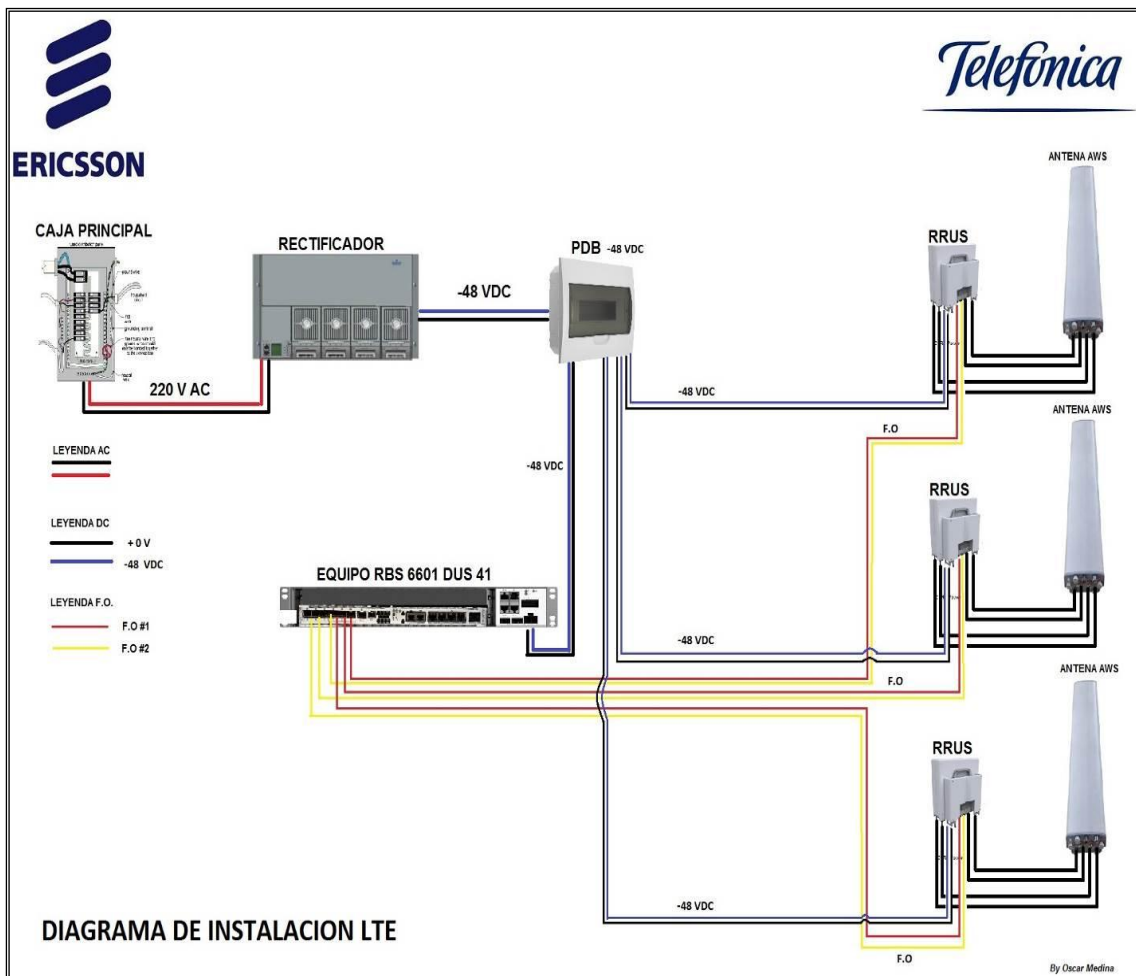 ERICSSON
Telefónica
ANTENA AWS
CAJA PRINCIPAL
RECTIFICADOR
PDB -48 VDC
RRUS
-48 VDC
220 V AC
-48 VDC
F.O
ANTENA AWS
LEYENDA AC
-48 VDC
RRUS
LEYENDA DC
+ 0 V
-48 VDC
EQUIPO RBS 6601 DUS 41
LEYENDA F.O.
F.O #1
F.O #2
-48 VDC
F.O
ANTENA AWS
RRUS
-48 VDC
DIAGRAMA DE INSTALACION LTE
F.O
By Oscar Medina